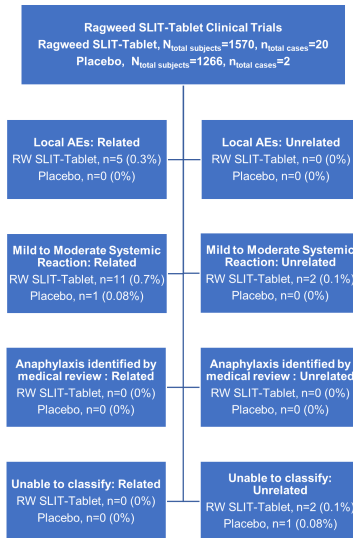 Ragweed SLIT-Tablet Clinical Trials
Ragweed SLIT-Tablet, Ntotal subjects=1570, ntotal cases=20
Placebo, Ntotal subjects=1266, ntotal cases=2
Local AEs: Related
RW SLIT-Tablet, n=5 (0.3%)
Placebo, n=0 (0%)
Local AEs: Unrelated
RW SLIT-Tablet, n=0 (0%)
Placebo, n=0 (0%)
Mild to Moderate Systemic
Reaction: Related
RW SLIT-Tablet, n=11 (0.7%)
Placebo, n=1 (0.08%)
Mild to Moderate Systemic
Reaction: Unrelated
RW SLIT-Tablet, n=2 (0.1%)
Placebo, n=0 (0%)
Anaphylaxis identified by
medical review : Related
RW SLIT-Tablet, n=0 (0%)
Placebo, n=0 (0%)
Anaphylaxis identified by
medical review : Unrelated
RW SLIT-Tablet, n=0 (0%)
Placebo, n=0 (0%)
Unable to classify: Related
RW SLIT-Tablet, n=0 (0%)
Placebo, n=0 (0%)
Unable to classify:
Unrelated
RW SLIT-Tablet, n=2 (0.1%)
Placebo, n=1 (0.08%)